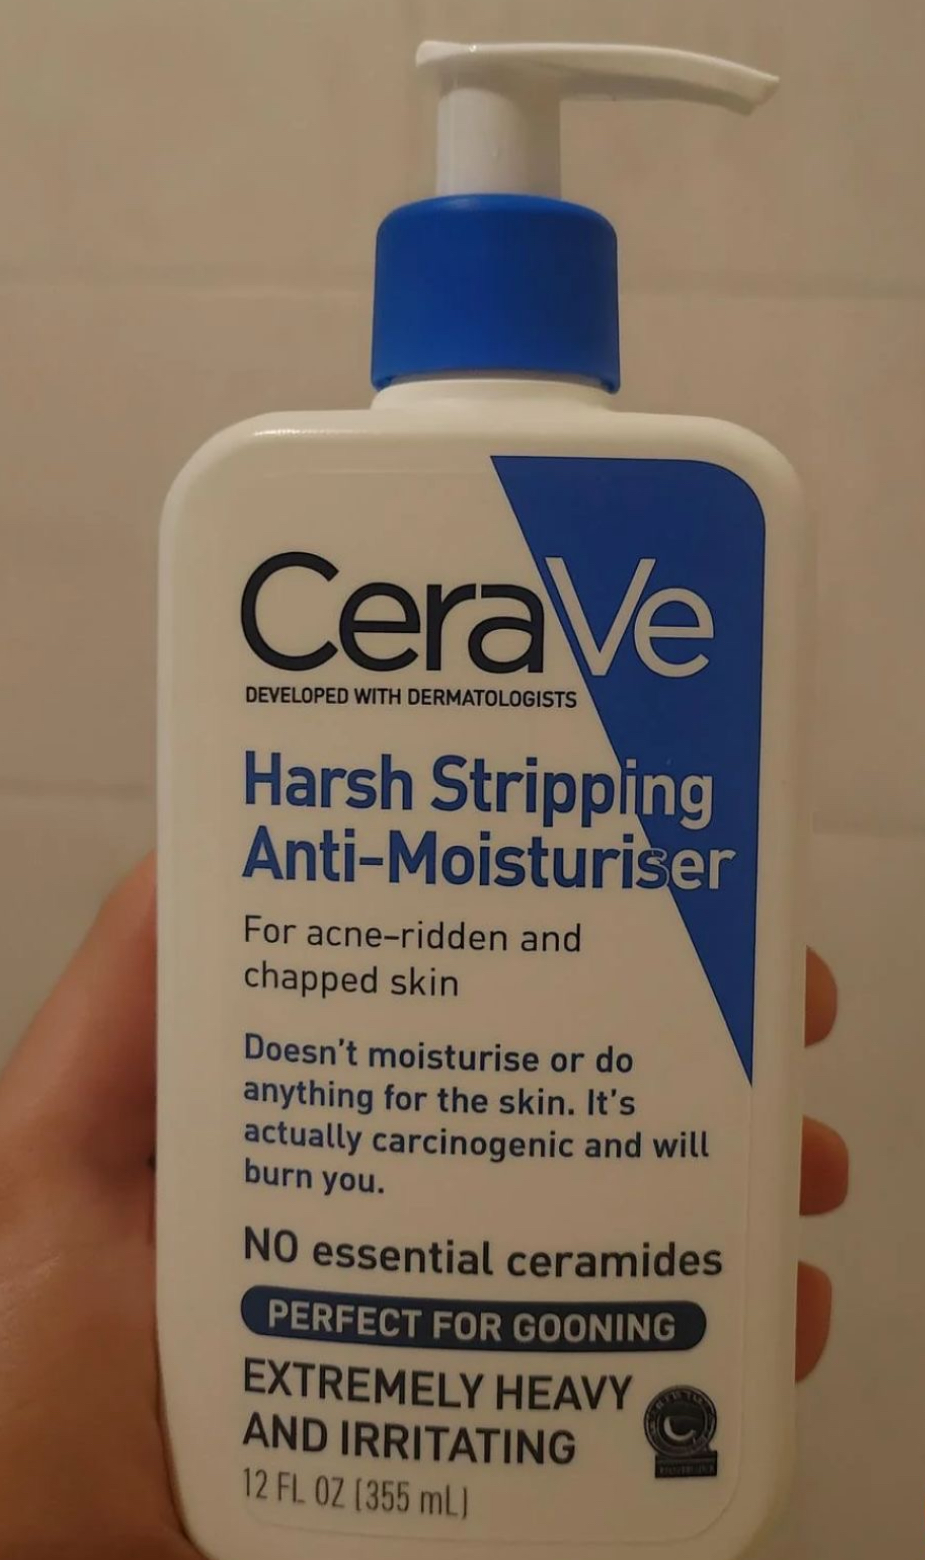 CeraVe
DEVELOPED WITH DERMATOLOGISTS
Harsh Stripping
Anti-Moisturiser
For acne-ridden and
chapped skin
Doesn't moisturise or do
anything for the skin. It's
actually carcinogenic and will
burn you.
NO essential ceramides
PERFECT FOR GOONING
EXTREMELY HEAVY
AND IRRITATING
12 FL OZ (355 mL)